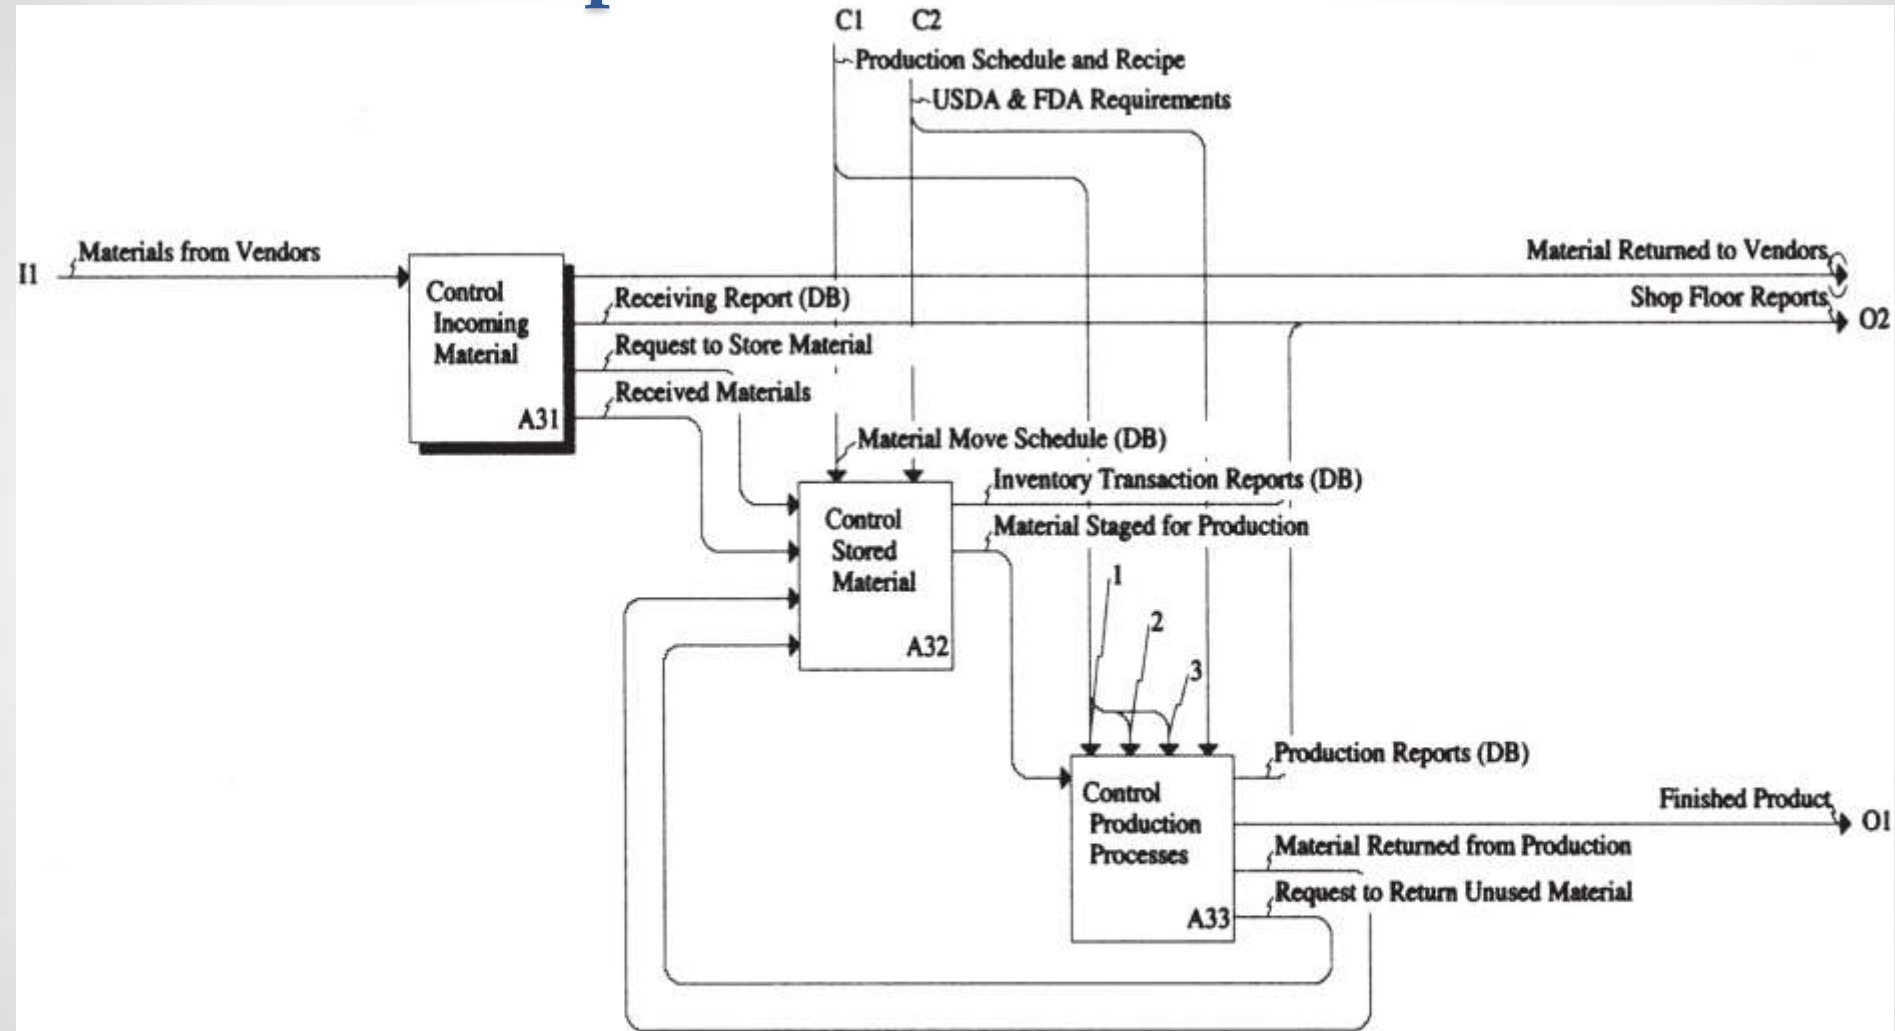 C1 C2
Production Schedule and Recipe
USDA & FDA Requirements
Materials from Vendors
I1
Material Returned to Vendors
Control
Incoming
Material
A31
Receiving Report (DB)
Shop Floor Reports
O2
Request to Store Material
Received Materials
Material Move Schedule (DB)
Inventory Transaction Reports (DB)
Control
Stored
Material
A32
Material Staged for Production
1
2
3
Production Reports (DB)
Control
Production
Processes
A33
Finished Product
O1
Material Returned from Production
Request to Return Unused Material